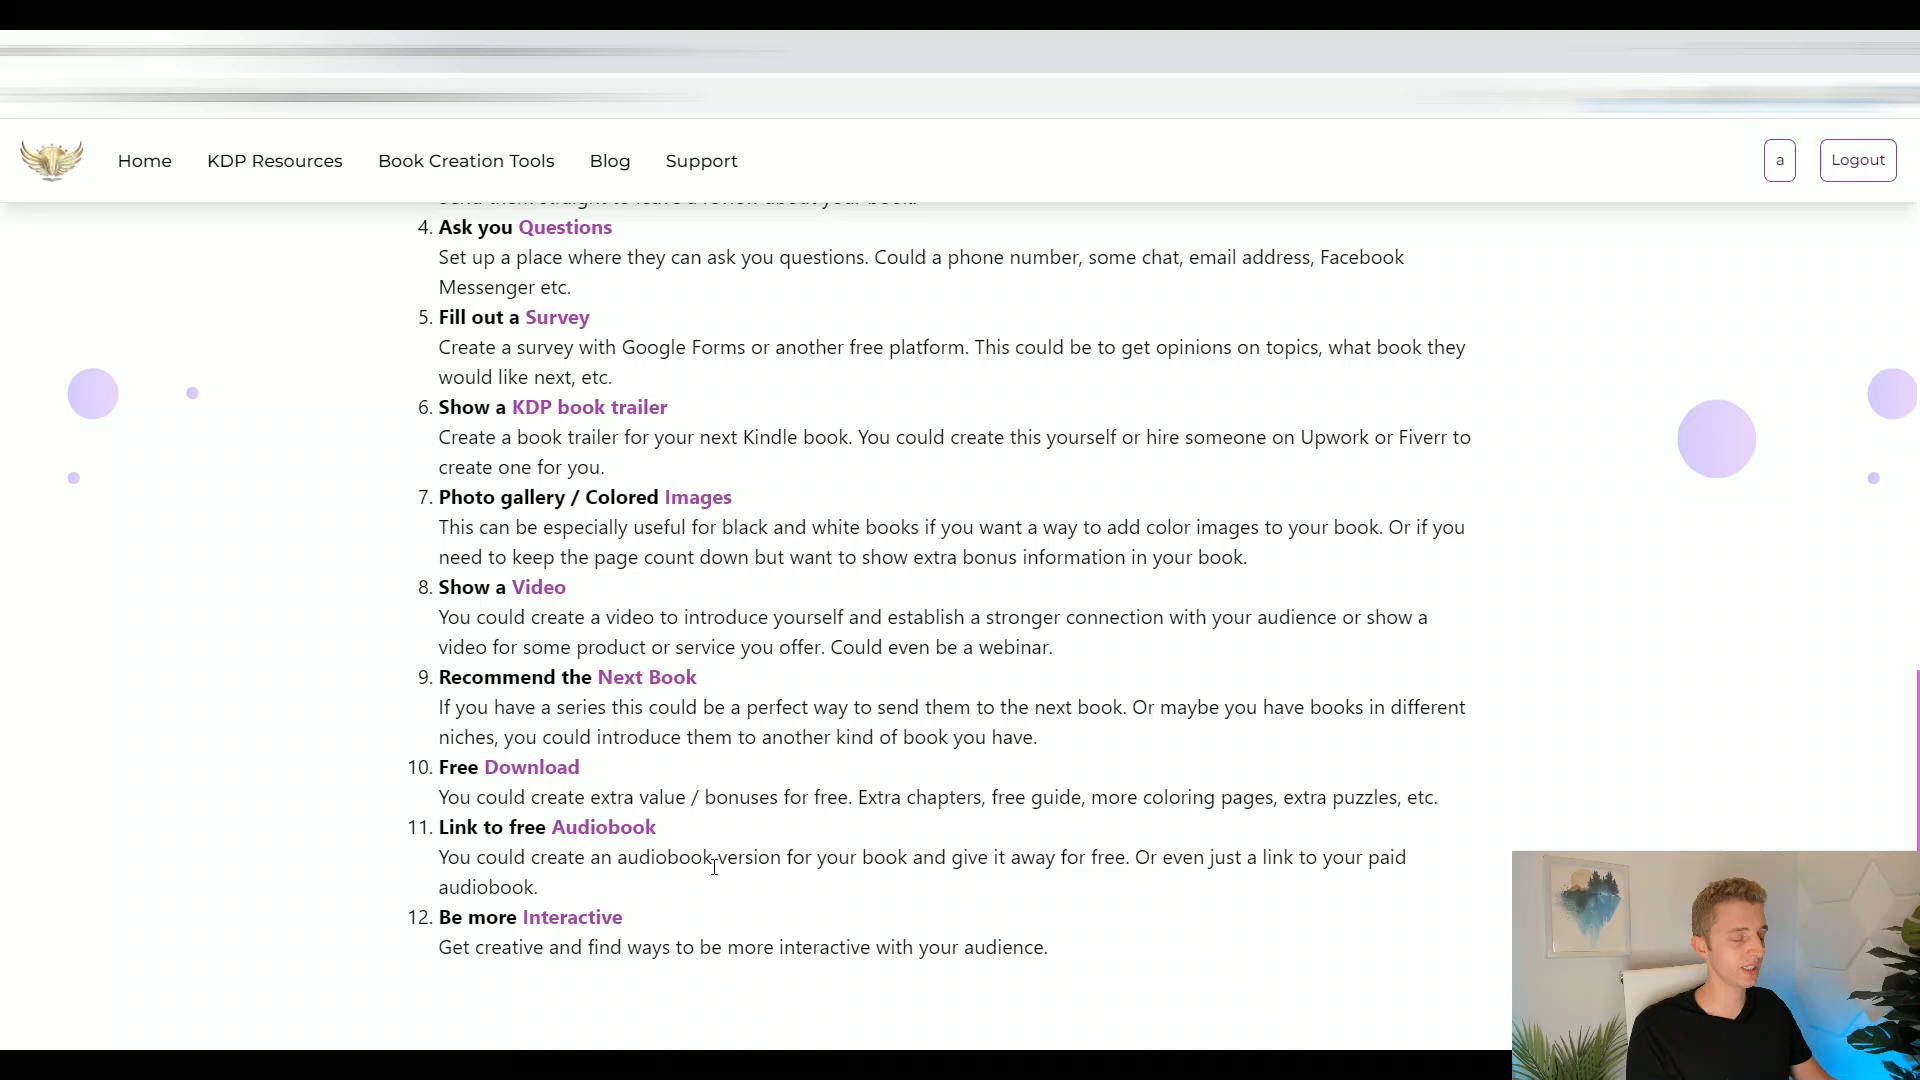 Home KDP Resources Book Creation Tools Blog Support a Logout
Send them straight to leave a review about your book.
4. Ask you Questions
Set up a place where they can ask you questions. Could a phone number, some chat, email address, Facebook
Messenger etc.
5. Fill out a Survey
Create a survey with Google Forms or another free platform. This could be to get opinions on topics, what book they
would like next, etc.
6. Show a KDP book trailer
Create a book trailer for your next Kindle book. You could create this yourself or hire someone on Upwork or Fiverr to
create one for you.
7. Photo gallery / Colored Images
This can be especially useful for black and white books if you want a way to add color images to your book. Or if you
need to keep the page count down but want to show extra bonus information in your book.
8. Show a Video
You could create a video to introduce yourself and establish a stronger connection with your audience or show a
video for some product or service you offer. Could even be a webinar.
9. Recommend the Next Book
If you have a series this could be a perfect way to send them to the next book. Or maybe you have books in different
niches, you could introduce them to another kind of book you have.
10. Free Download
You could create extra value / bonuses for free. Extra chapters, free guide, more coloring pages, extra puzzles, etc.
11. Link to free Audiobook
You could create an audiobook version for your book and give it away for free. Or even just a link to your paid
audiobook.
12. Be more Interactive
Get creative and find ways to be more interactive with your audience.